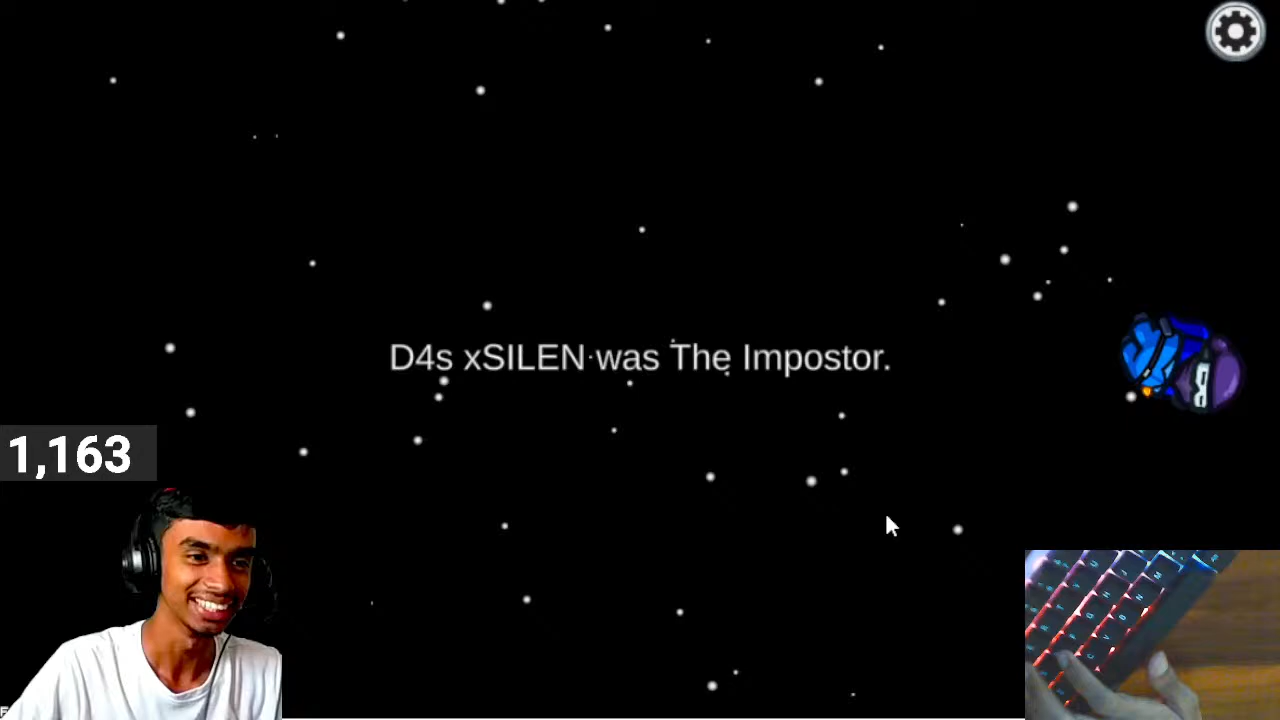 D4s xSILEN was The Impostor.
1,163